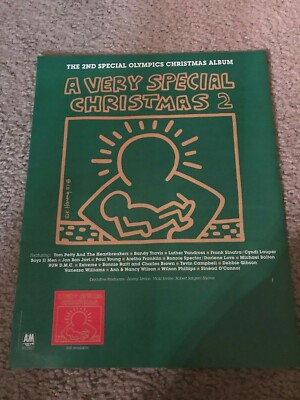 THE 2ND SPECIAL OLYMPICS CHRISTMAS ALBUM
A VERY SPECIAL
CHRISTMAS 2
Featuring: Tom Petty And The Heartbreakers Randy Travis Luther Vandross Frank Sinatra/Cyndi Lauper
Boyz II Men Jon Bon Jovi Paul Young Aretha Franklin Ronnie Spector/Darlene Love Michael Bolton
RUN D.M.C. Extreme Bonnie Raitt and Charles Brown Tevin Campbell Debbie Gibson
Vanessa Williams Ann & Nancy Wilson Wilson Phillips Sinead O'Connor
A&M